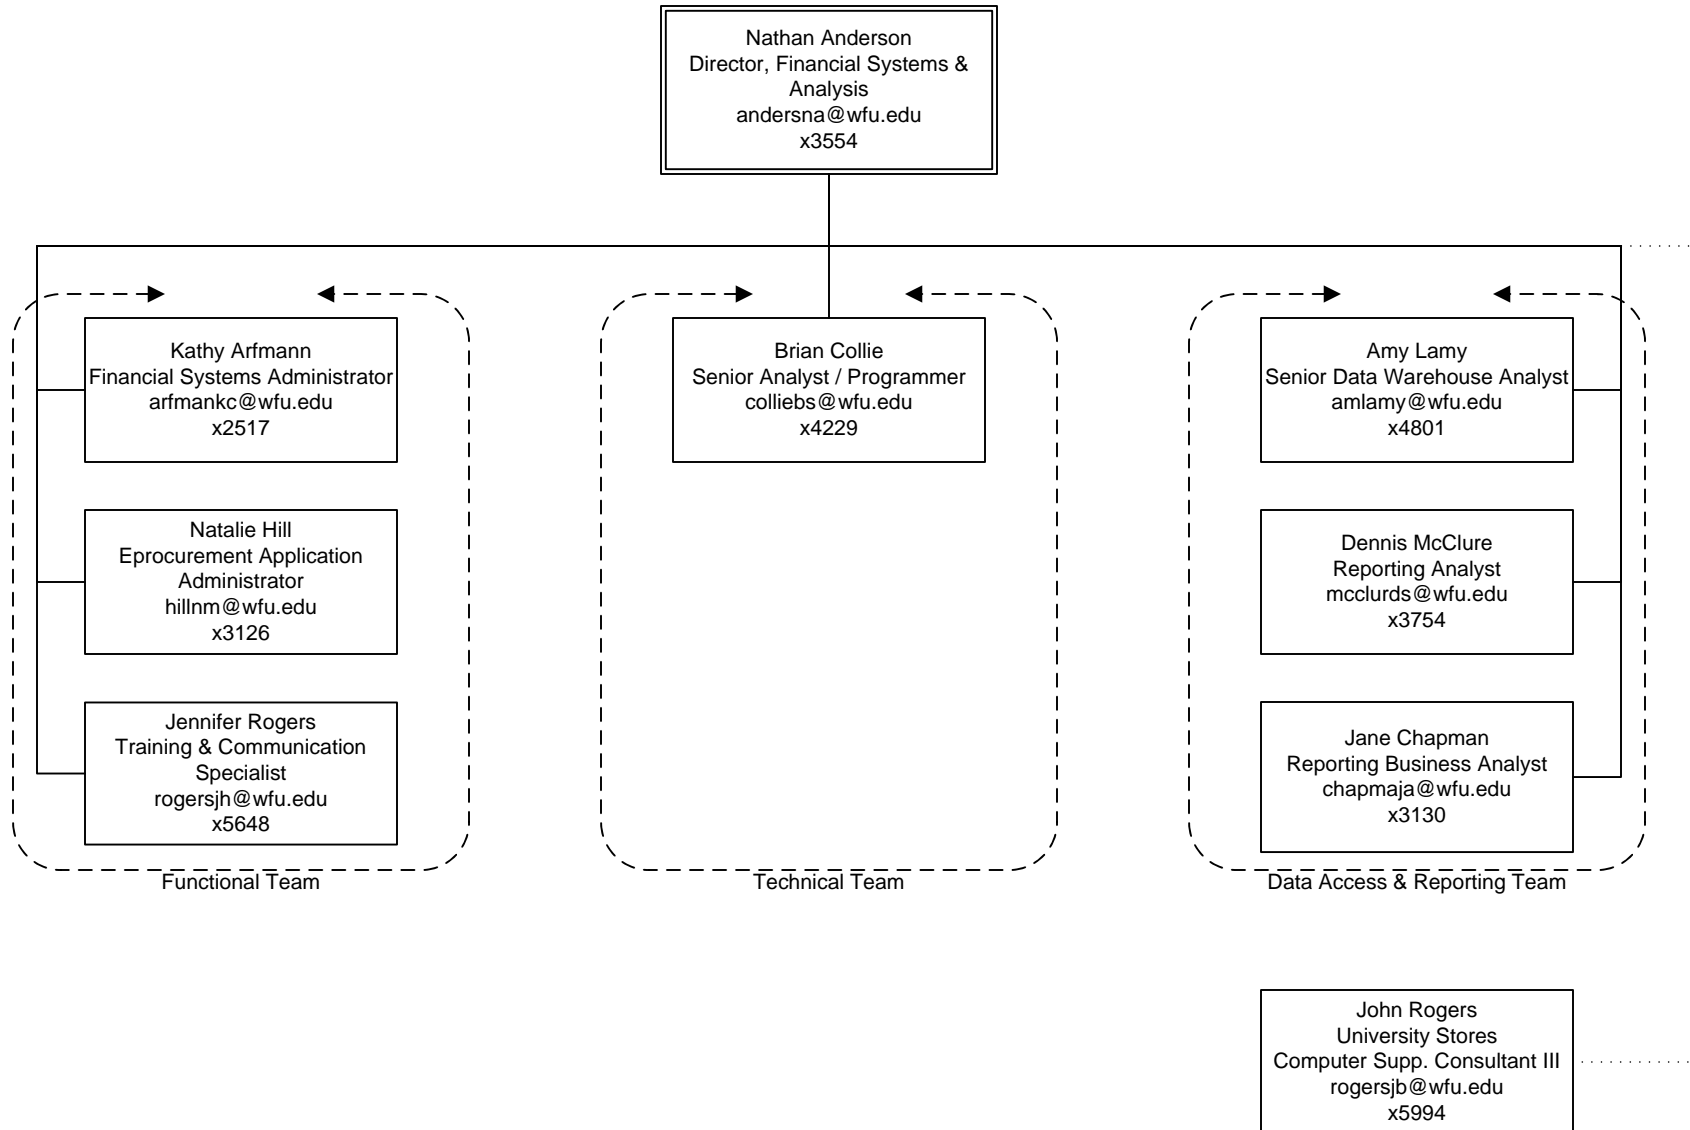 Nathan Anderson
Director, Financial Systems &
Analysis
andersna@wfu.edu
x3554
Kathy Arfmann
Financial Systems Administrator
arfmankc@wfu.edu
x2517
Natalie Hill
Eprocurement Application
Administrator
hillnm@wfu.edu
x3126
Jennifer Rogers
Training & Communication
Specialist
rogersjh@wfu.edu
x5648
Functional Team
Brian Collie
Senior Analyst / Programmer
colliebs@wfu.edu
x4229
Technical Team
Amy Lamy
Senior Data Warehouse Analyst
amlamy@wfu.edu
x4801
Dennis McClure
Reporting Analyst
mcclurds@wfu.edu
x3754
Jane Chapman
Reporting Business Analyst
chapmaja@wfu.edu
x3130
Data Access & Reporting Team
John Rogers
University Stores
Computer Supp. Consultant III
rogersjb@wfu.edu
x5994